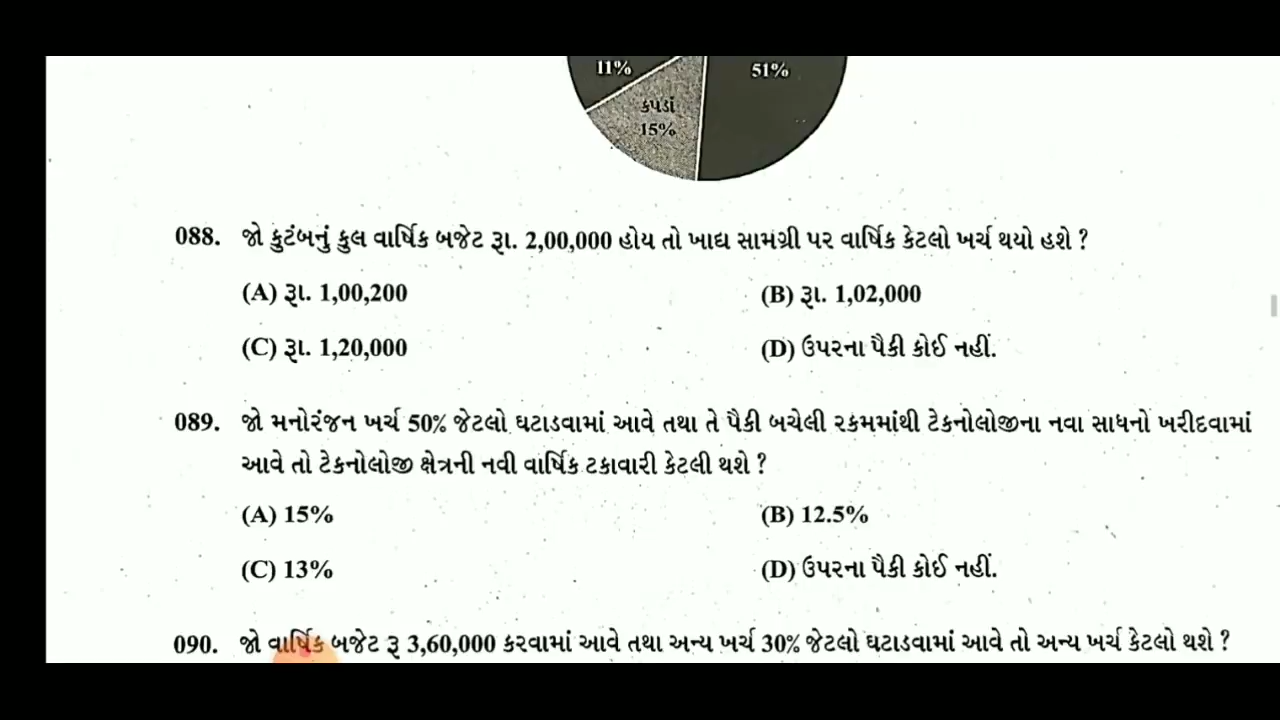 11%
51%
કપડાં
15%
088. જો કુટંબનું કુલ વાર્ષિક બજેટ રૂા. 2,00,000 હોય તો ખાદ્ય સામગ્રી પર વાર્ષિક કેટલો ખર્ચ થયો હશે ?
(A) રૂા. 1,00,200
(B) રૂા. 1,02,000
(C) રૂા. 1,20,000
(D) ઉપરના પૈકી કોઈ નહીં.
089. જો મનોરંજન ખર્ચ 50% જેટલો ઘટાડવામાં આવે તથા તે પૈકી બચેલી રકમમાંથી ટેકનોલોજીના નવા સાધનો ખરીદવામાં
આવે તો ટેકનોલોજી ક્ષેત્રની નવી વાર્ષિક ટકાવારી કેટલી થશે ?
(A) 15%
(B) 12.5%
(C) 13%
(D) ઉપરના પૈકી કોઈ નહીં.
090. જો વાર્ષિક બજેટ રૂ 3,60,000 કરવામાં આવે તથા અન્ય ખર્ચ 30% જેટલો ઘટાડવામાં આવે તો અન્ય ખર્ચ કેટલો થશે ?